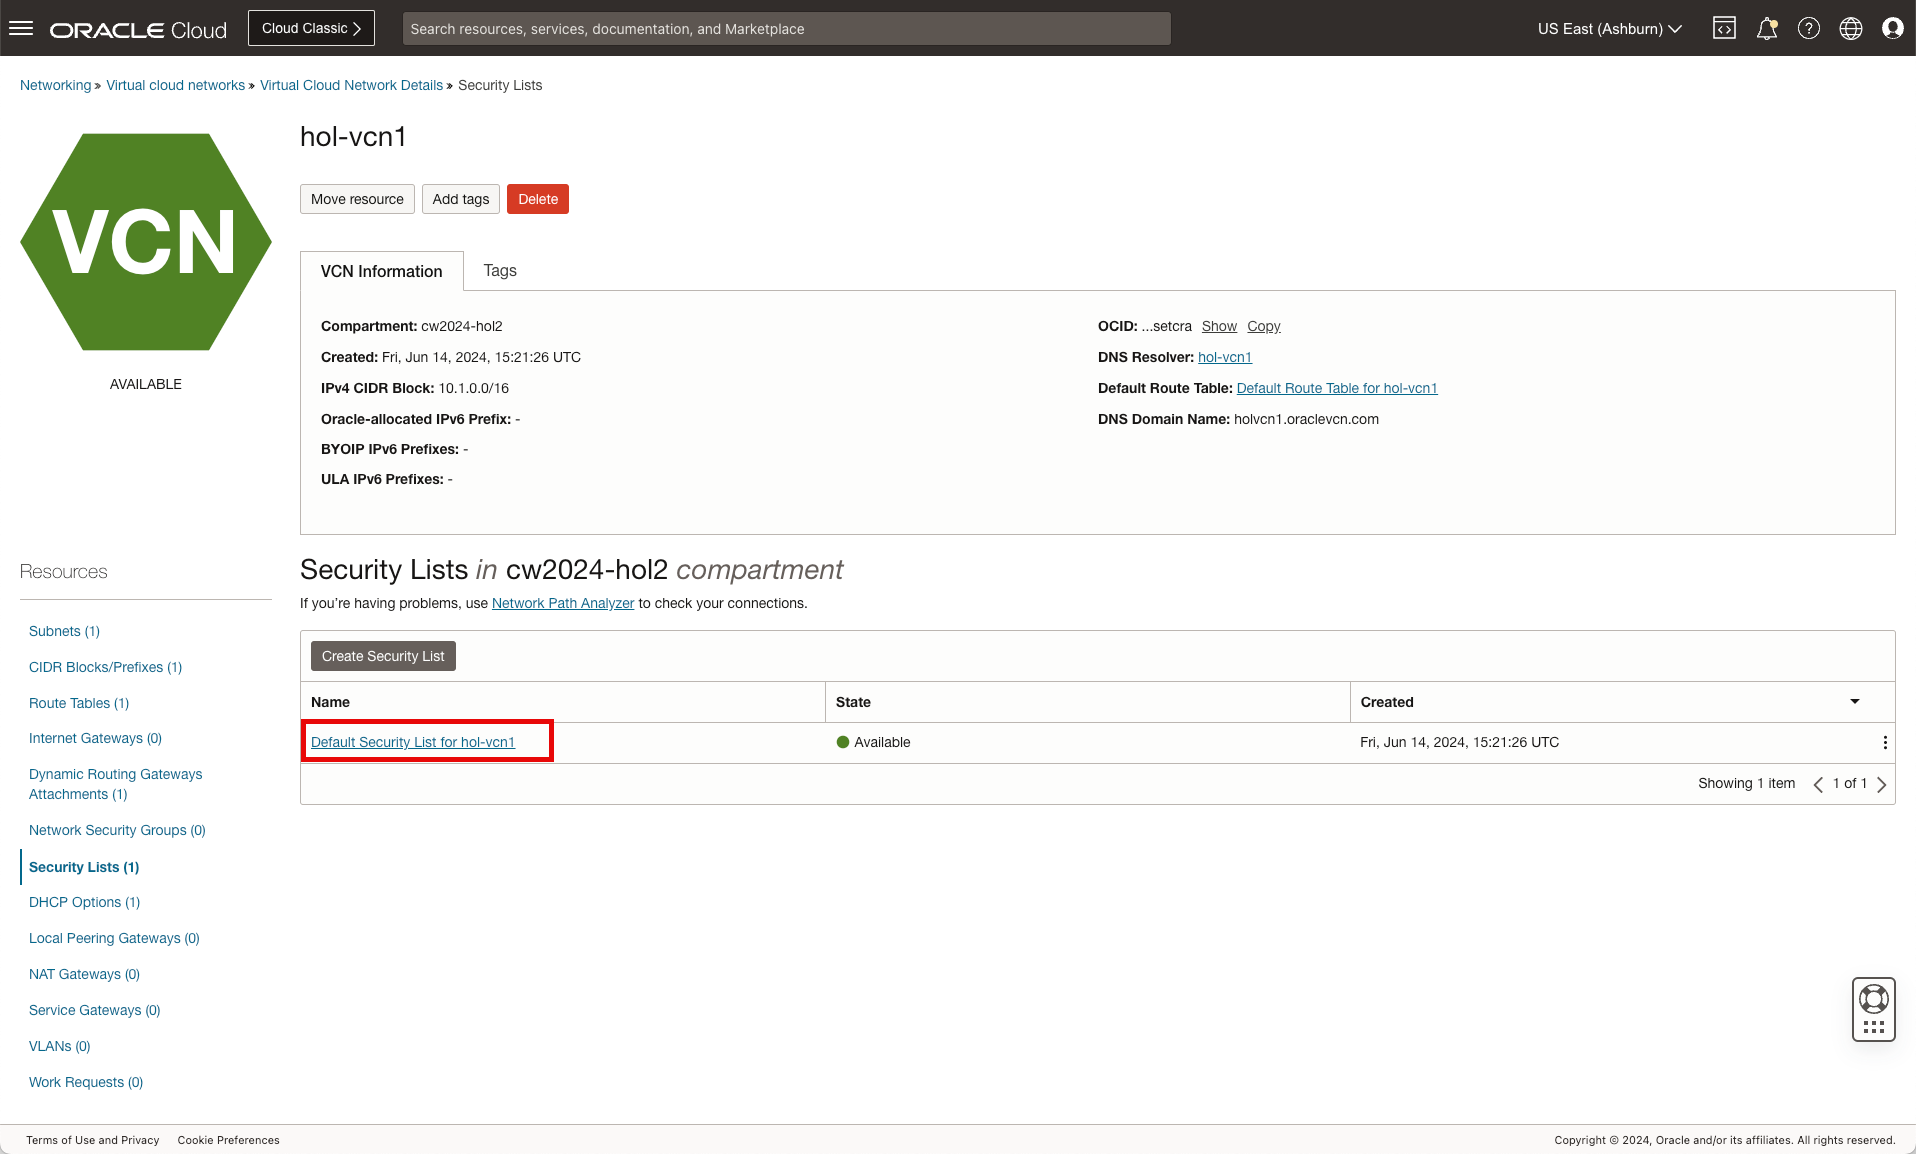 ORACLE Cloud
Cloud Classic
Search resources, services, documentation, and Marketplace
US East (Ashburn)
Networking » Virtual cloud networks » Virtual Cloud Network Details » Security Lists
VCN
AVAILABLE
hol-vcn1
Move resource
Add tags
Delete
VCN Information
Tags
Compartment: cw2024-hol2
Created: Fri, Jun 14, 2024, 15:21:26 UTC
IPv4 CIDR Block: 10.1.0.0/16
Oracle-allocated IPv6 Prefix: -
BYOIP IPv6 Prefixes: -
ULA IPv6 Prefixes: -
OCID: ...setcra Show Copy
DNS Resolver: hol-vcn1
Default Route Table: Default Route Table for hol-vcn1
DNS Domain Name: holvcn1.oraclevcn.com
Resources
Subnets (1)
CIDR Blocks/Prefixes (1)
Route Tables (1)
Internet Gateways (0)
Dynamic Routing Gateways
Attachments (1)
Network Security Groups (0)
Security Lists (1)
DHCP Options (1)
Local Peering Gateways (0)
NAT Gateways (0)
Service Gateways (0)
VLANs (0)
Work Requests (0)
Security Lists in cw2024-hol2 compartment
If you're having problems, use Network Path Analyzer to check your connections.
Create Security List
Name State Created
Default Security List for hol-vcn1 Available Fri, Jun 14, 2024, 15:21:26 UTC
Showing 1 item 1 of 1
Terms of Use and Privacy Cookie Preferences
Copyright © 2024, Oracle and/or its affiliates. All rights reserved.